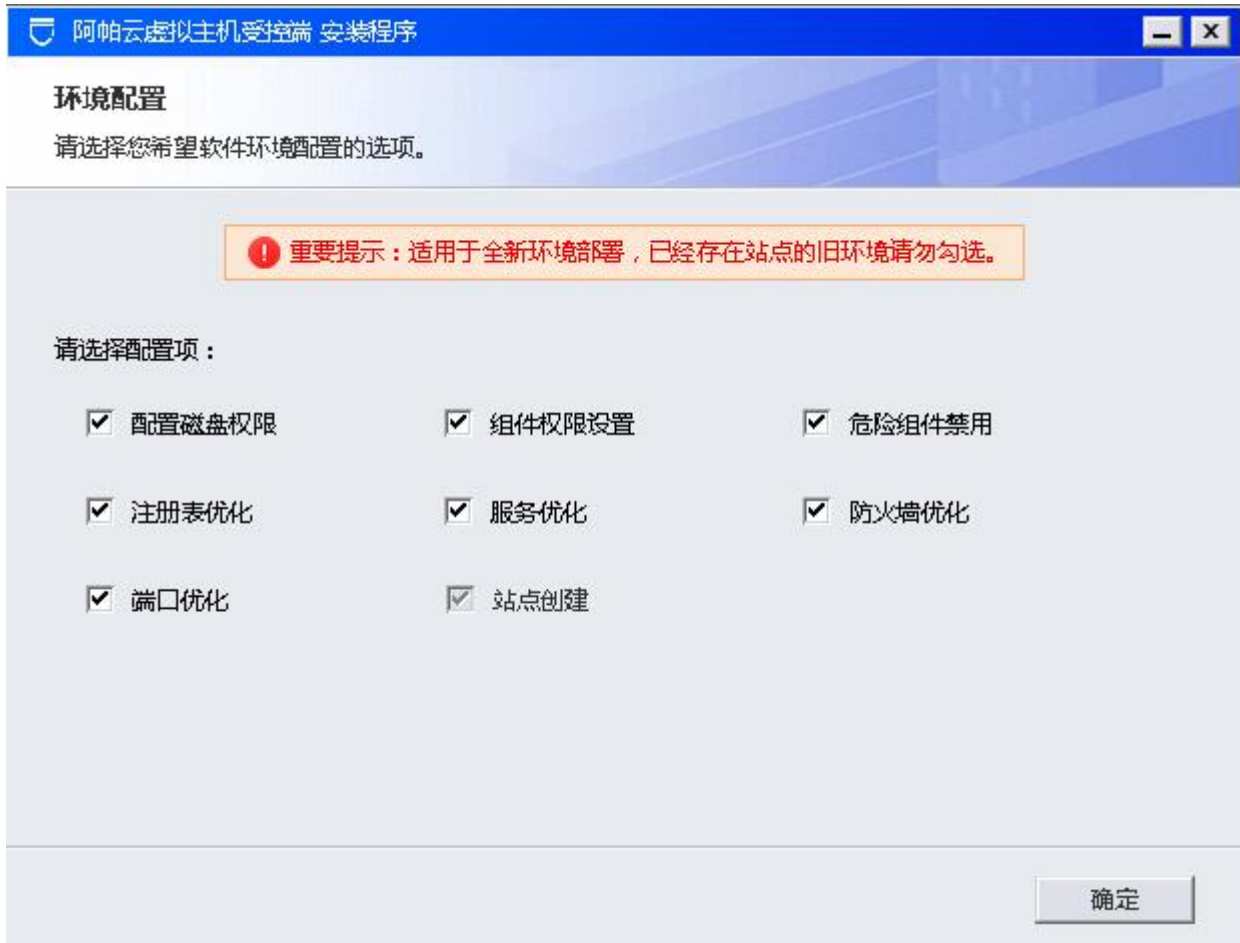 阿帕云虚拟主机受控端 安装程序
环境配置
请选择您希望软件环境配置的选项。
重要提示：适用于全新环境部署，已经存在站点的旧环境请勿勾选。
请选择配置项：
配置磁盘权限 组件权限设置 危险组件禁用
注册表优化 服务优化 防火墙优化
端口优化 站点创建
确定